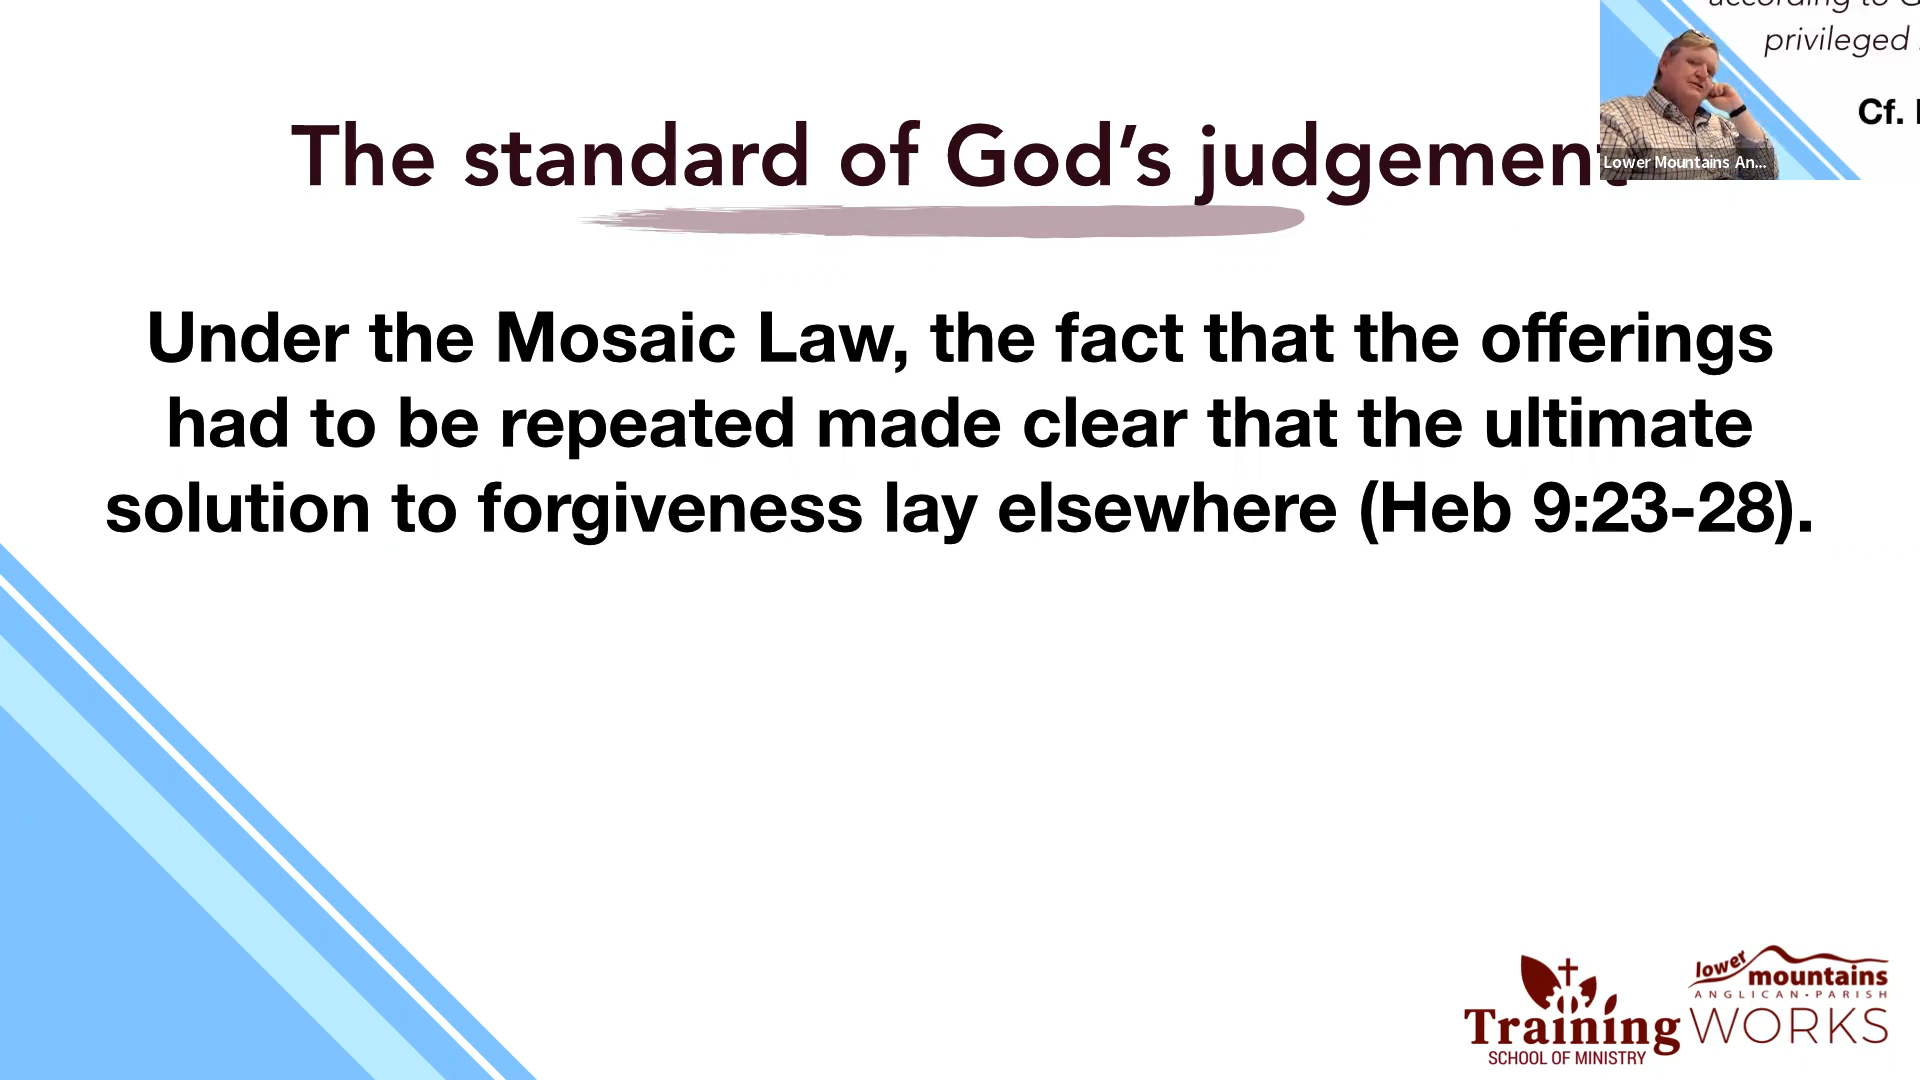 according to
privileged
Cf.
The standard of God’s judgement
Lower Mountains An...
Under the Mosaic Law, the fact that the offerings
had to be repeated made clear that the ultimate
solution to forgiveness lay elsewhere (Heb 9:23-28).
lower
mountains
ANGLICAN•PARISH
Training WORKS
SCHOOL OF MINISTRY